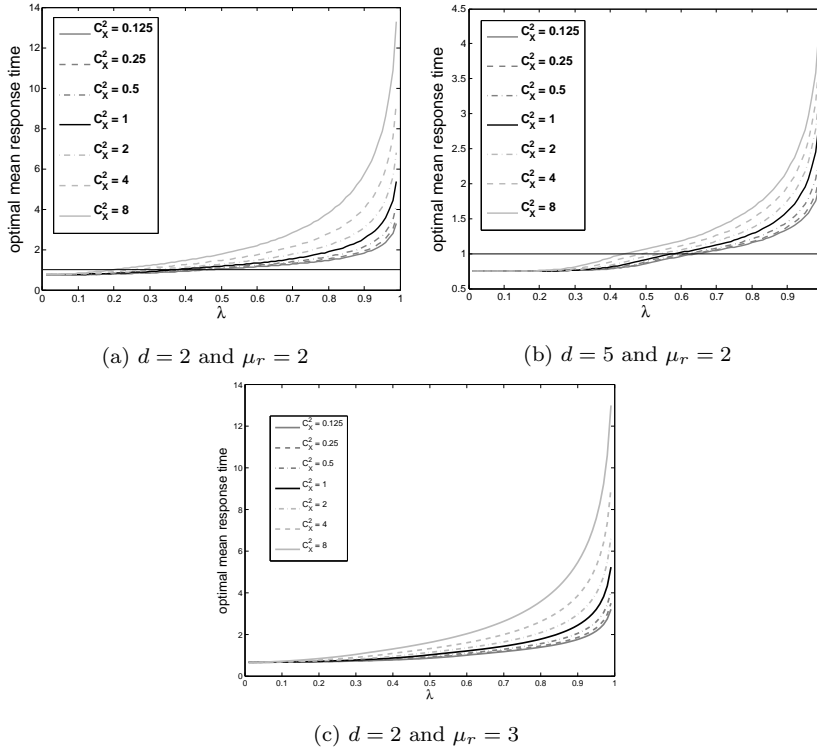 14
12
10
8
6
4
2
0
optimal mean response time
C_X^2 = 0.125
C_X^2 = 0.25
C_X^2 = 0.5
C_X^2 = 1
C_X^2 = 2
C_X^2 = 4
C_X^2 = 8
0 0.1 0.2 0.3 0.4 0.5 0.6 0.7 0.8 0.9 1
λ
(a) d = 2 and μ_r = 2
4.5
4
3.5
3
2.5
2
1.5
1
0.5
optimal mean response time
C_X^2 = 0.125
C_X^2 = 0.25
C_X^2 = 0.5
C_X^2 = 1
C_X^2 = 2
C_X^2 = 4
C_X^2 = 8
0 0.1 0.2 0.3 0.4 0.5 0.6 0.7 0.8 0.9
λ
(b) d = 5 and μ_r = 2
14
12
10
8
6
4
2
0
optimal mean response time
C_X^2 = 0.125
C_X^2 = 0.25
C_X^2 = 0.5
C_X^2 = 1
C_X^2 = 2
C_X^2 = 4
C_X^2 = 8
0 0.1 0.2 0.3 0.4 0.5 0.6 0.7 0.8 0.9 1
λ
(c) d = 2 and μ_r = 3